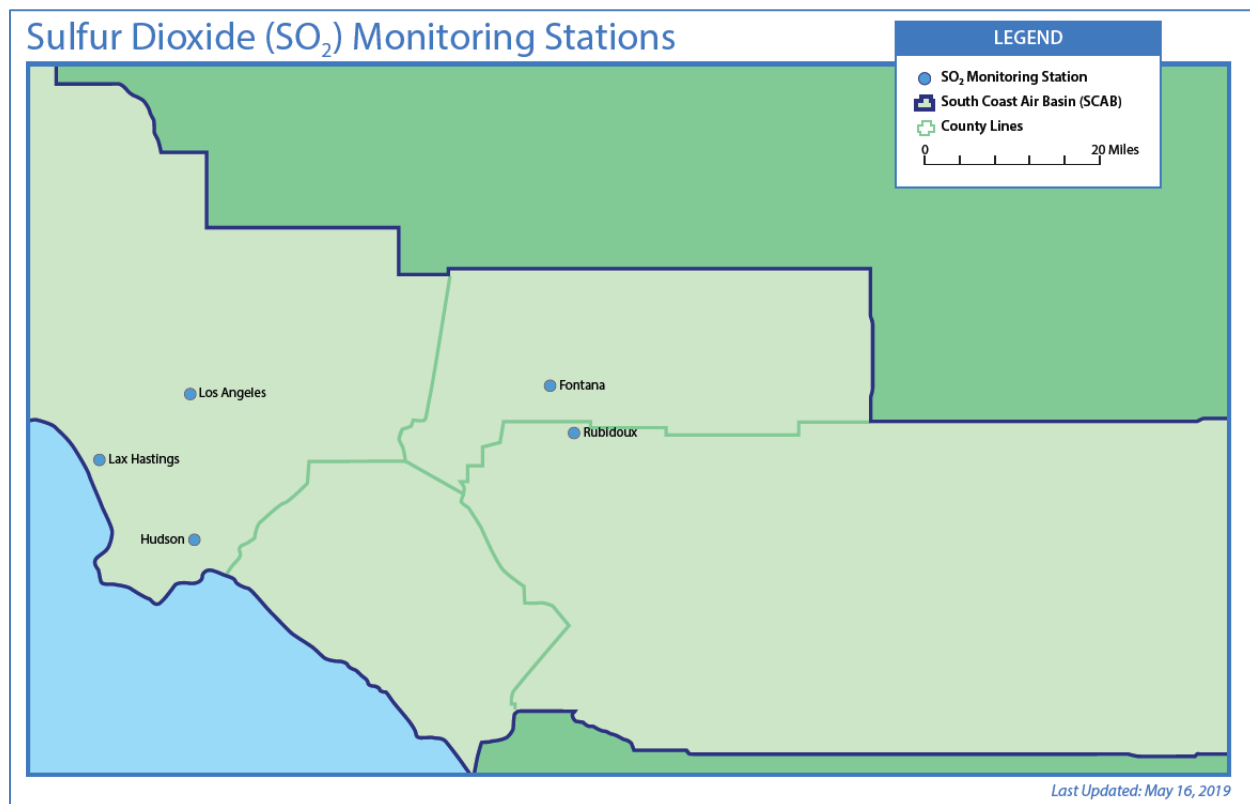 Sulfur Dioxide (SO₂) Monitoring Stations
LEGEND
SO₂ Monitoring Station
South Coast Air Basin (SCAB)
County Lines
0 20 Miles
Los Angeles
Fontana
Rubidoux
Lax Hastings
Hudson
Last Updated: May 16, 2019